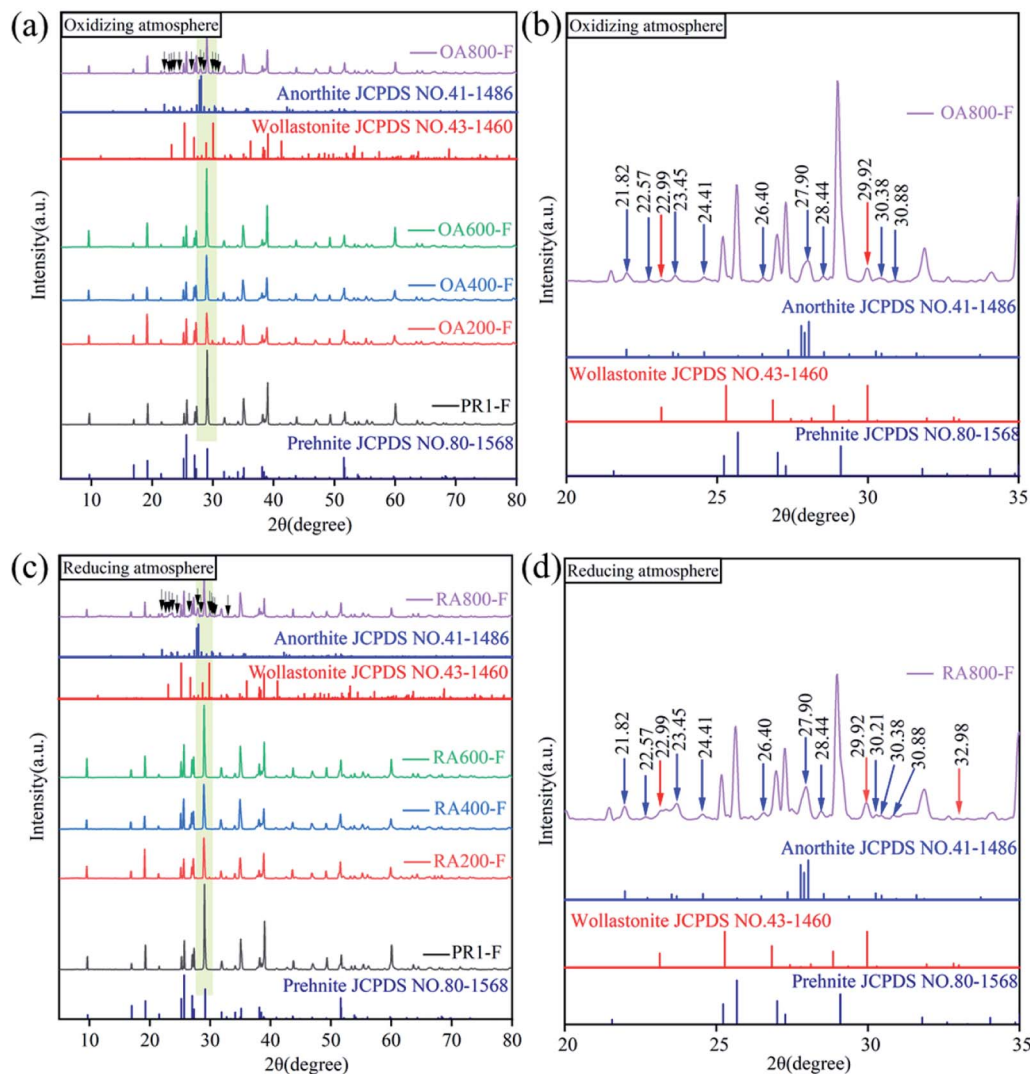 (a)
Oxidizing atmosphere
OA800-F
Anorthite JCPDS NO.41-1486
Wollastonite JCPDS NO.43-1460
OA600-F
OA400-F
OA200-F
PR1-F
Prehnite JCPDS NO.80-1568
Intensity(a.u.)
10 20 30 40 50 60 70 80
2θ(degree)
(b)
Oxidizing atmosphere
OA800-F
21.82
22.57
22.99
23.45
24.41
26.40
27.90
28.44
29.92
30.38
30.88
Anorthite JCPDS NO.41-1486
Wollastonite JCPDS NO.43-1460
Prehnite JCPDS NO.80-1568
Intensity(a.u.)
20 25 30 35
2θ(degree)
(c)
Reducing atmosphere
RA800-F
Anorthite JCPDS NO.41-1486
Wollastonite JCPDS NO.43-1460
RA600-F
RA400-F
RA200-F
PR1-F
Prehnite JCPDS NO.80-1568
Intensity(a.u.)
10 20 30 40 50 60 70 80
2θ(degree)
(d)
Reducing atmosphere
RA800-F
21.82
22.57
22.99
23.45
24.41
26.40
27.90
28.44
29.92
30.21
30.38
30.88
32.98
Anorthite JCPDS NO.41-1486
Wollastonite JCPDS NO.43-1460
Prehnite JCPDS NO.80-1568
Intensity(a.u.)
20 25 30 35
2θ(degree)